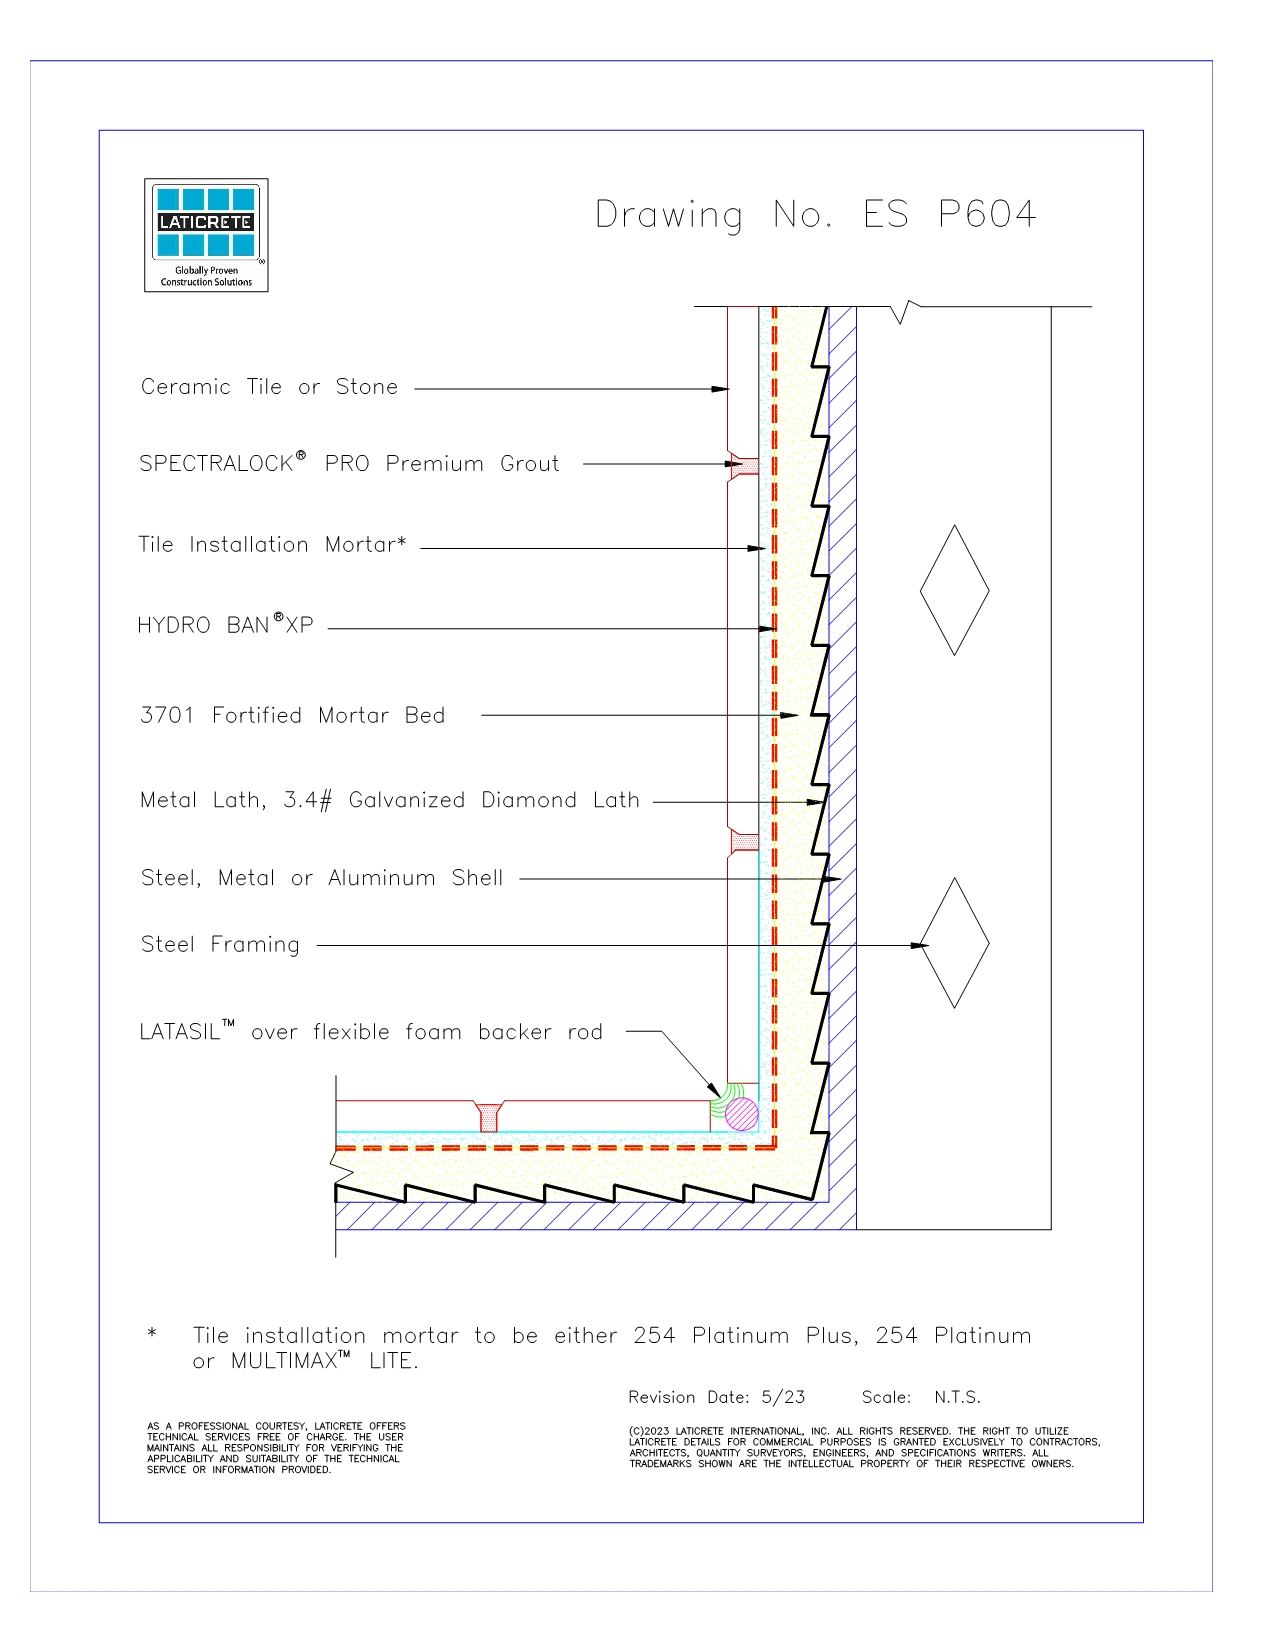 LATICRETE
®
Globally Proven
Construction Solutions
Drawing No. ES P604
Ceramic Tile or Stone
SPECTRALOCK® PRO Premium Grout
Tile Installation Mortar*
HYDRO BAN®XP
3701 Fortified Mortar Bed
Metal Lath, 3.4# Galvanized Diamond Lath
Steel, Metal or Aluminum Shell
Steel Framing
LATASIL™ over flexible foam backer rod
* Tile installation mortar to be either 254 Platinum Plus, 254 Platinum
or MULTIMAX™ LITE.
Revision Date: 5/23 Scale: N.T.S.
AS A PROFESSIONAL COURTESY, LATICRETE OFFERS
TECHNICAL SERVICES FREE OF CHARGE. THE USER
MAINTAINS ALL RESPONSIBILITY FOR VERIFYING THE
APPLICABILITY AND SUITABILITY OF THE TECHNICAL
SERVICE OR INFORMATION PROVIDED.
(C)2023 LATICRETE INTERNATIONAL, INC. ALL RIGHTS RESERVED. THE RIGHT TO UTILIZE
LATICRETE DETAILS FOR COMMERCIAL PURPOSES IS GRANTED EXCLUSIVELY TO CONTRACTORS,
ARCHITECTS, QUANTITY SURVEYORS, ENGINEERS, AND SPECIFICATIONS WRITERS. ALL
TRADEMARKS SHOWN ARE THE INTELLECTUAL PROPERTY OF THEIR RESPECTIVE OWNERS.